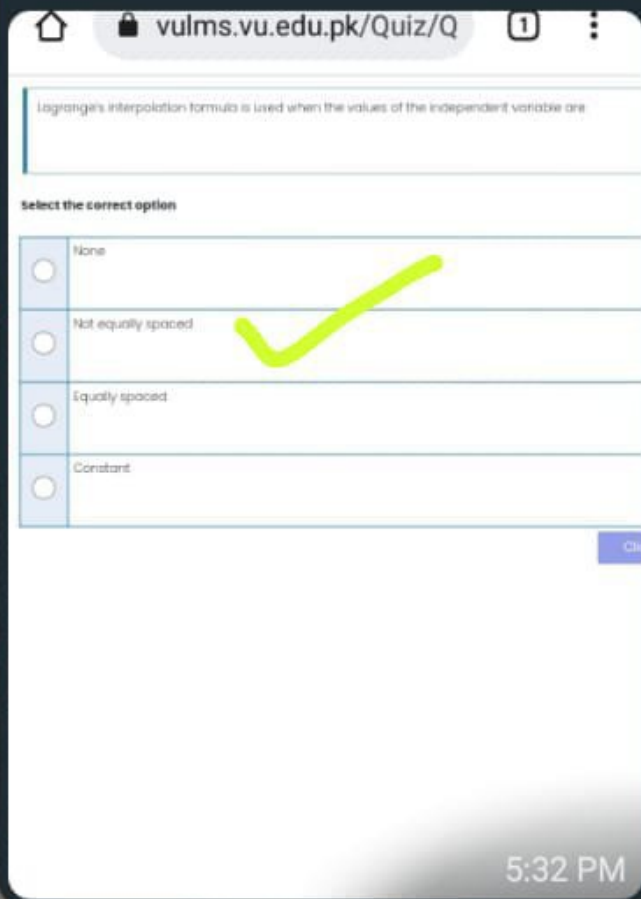 vulms.vu.edu.pk/Quiz/Q
1
Lagrange's interpolation formula is used when the values of the independent variable are
Select the correct option
None
Not equally spaced
Equally spaced
Constant
Cli
5:32 PM